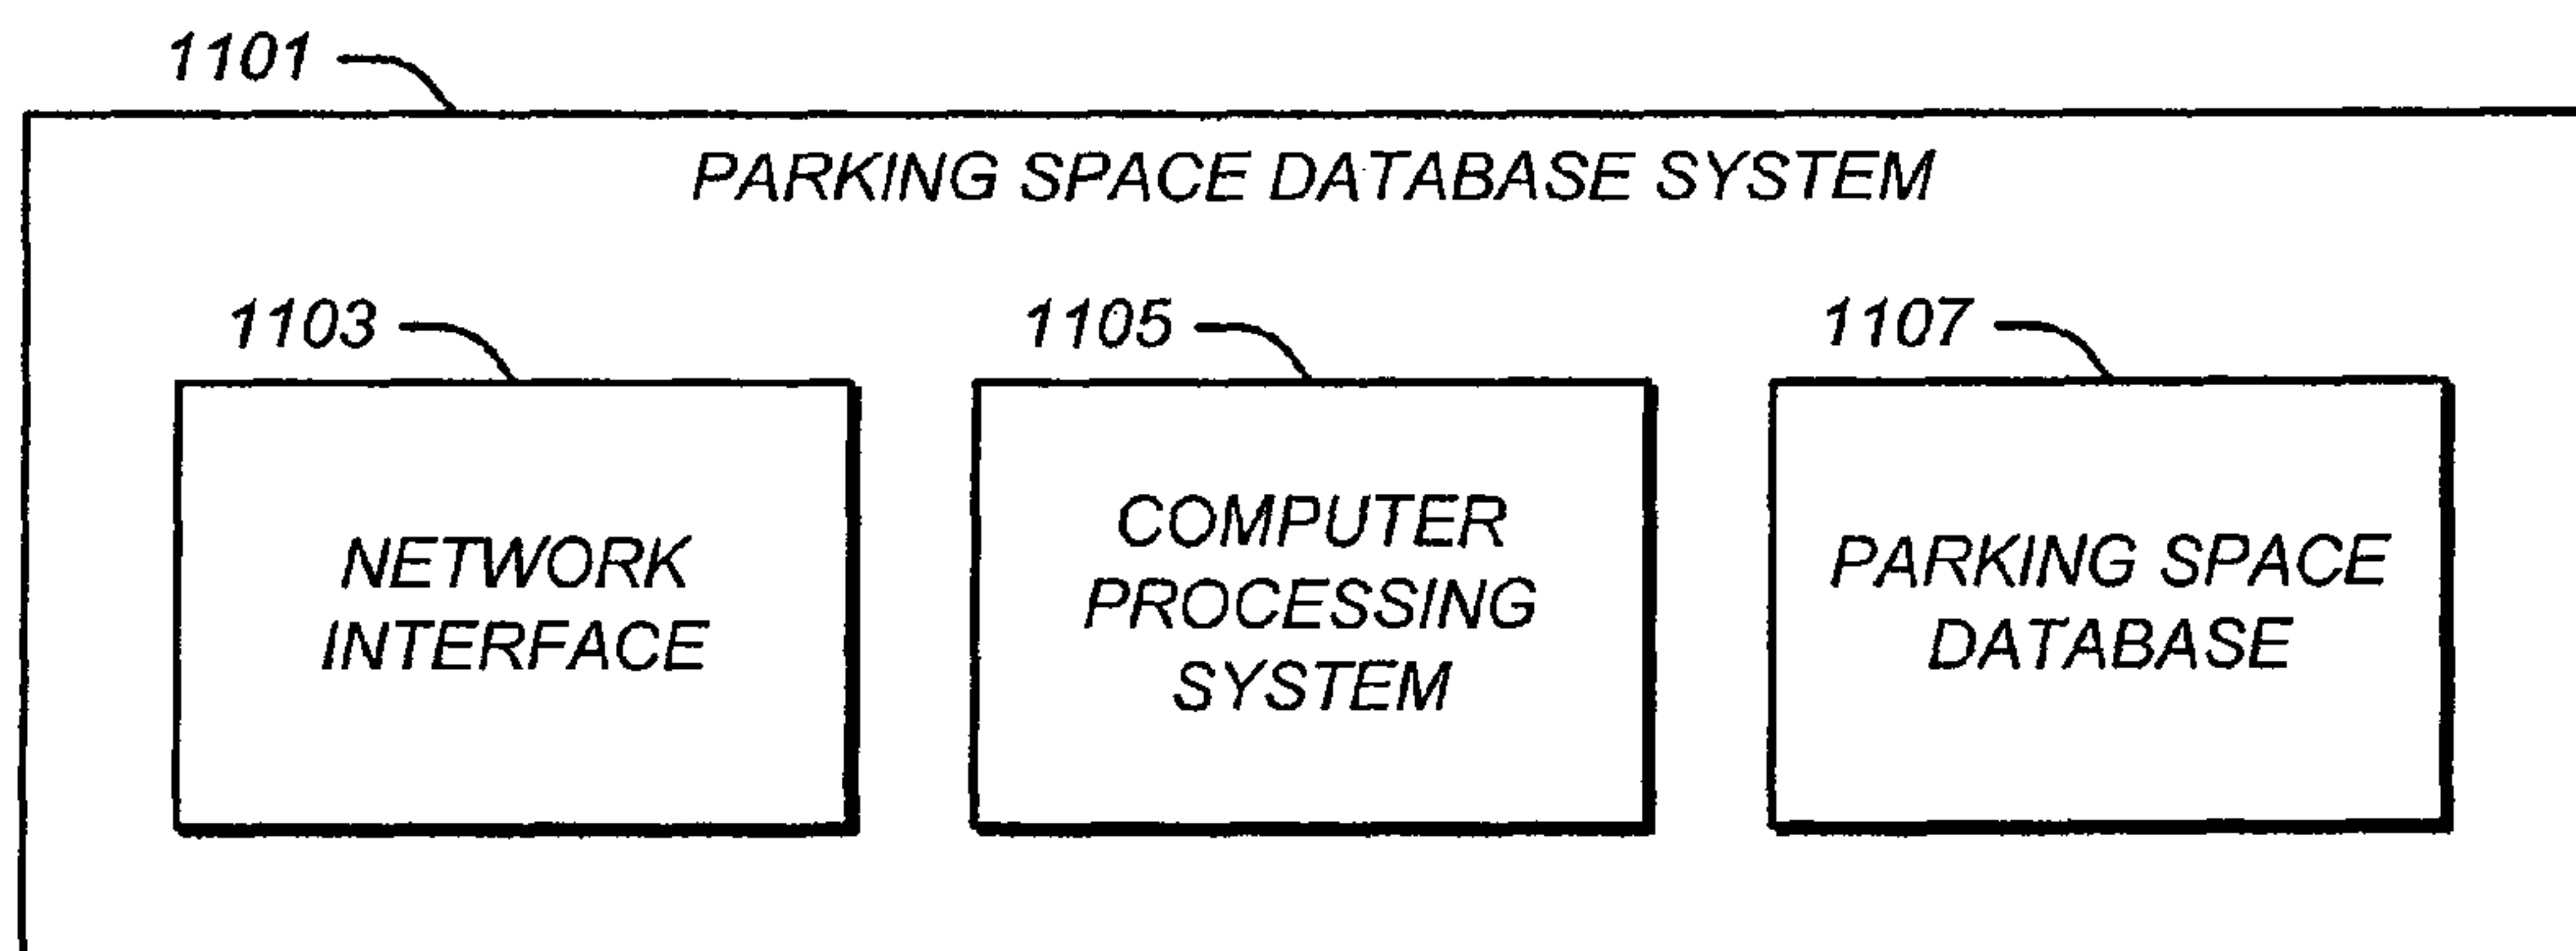 1101
PARKING SPACE DATABASE SYSTEM
1103
1105
1107
NETWORK
INTERFACE
COMPUTER
PROCESSING
SYSTEM
PARKING SPACE
DATABASE